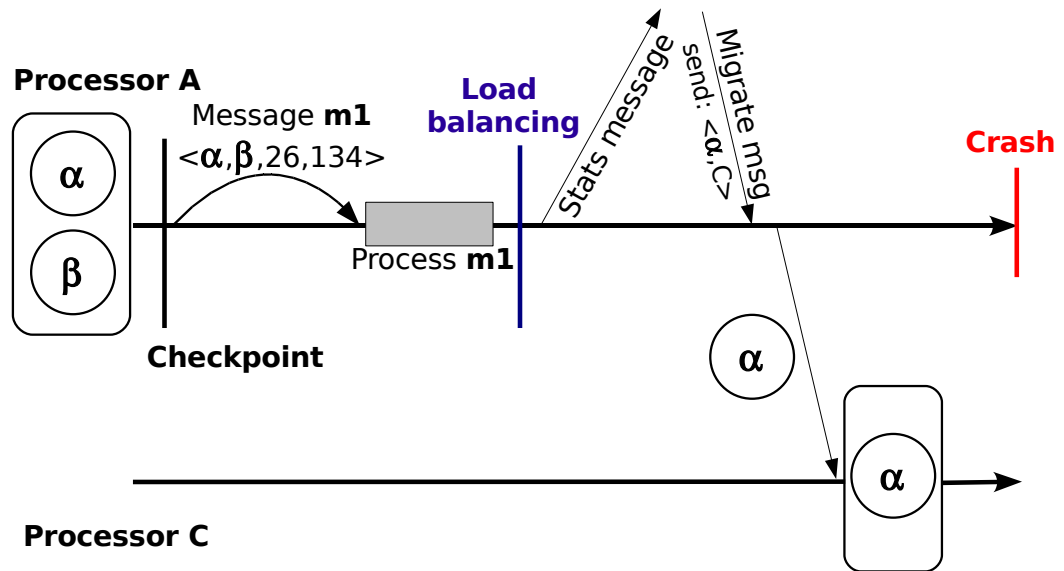 Processor A
α
β
Message m1
<α,β,26,134>
Process m1
Checkpoint
Load
balancing
Stats message
Migrate msg
send: <α,C>
Crash
α
α
Processor C